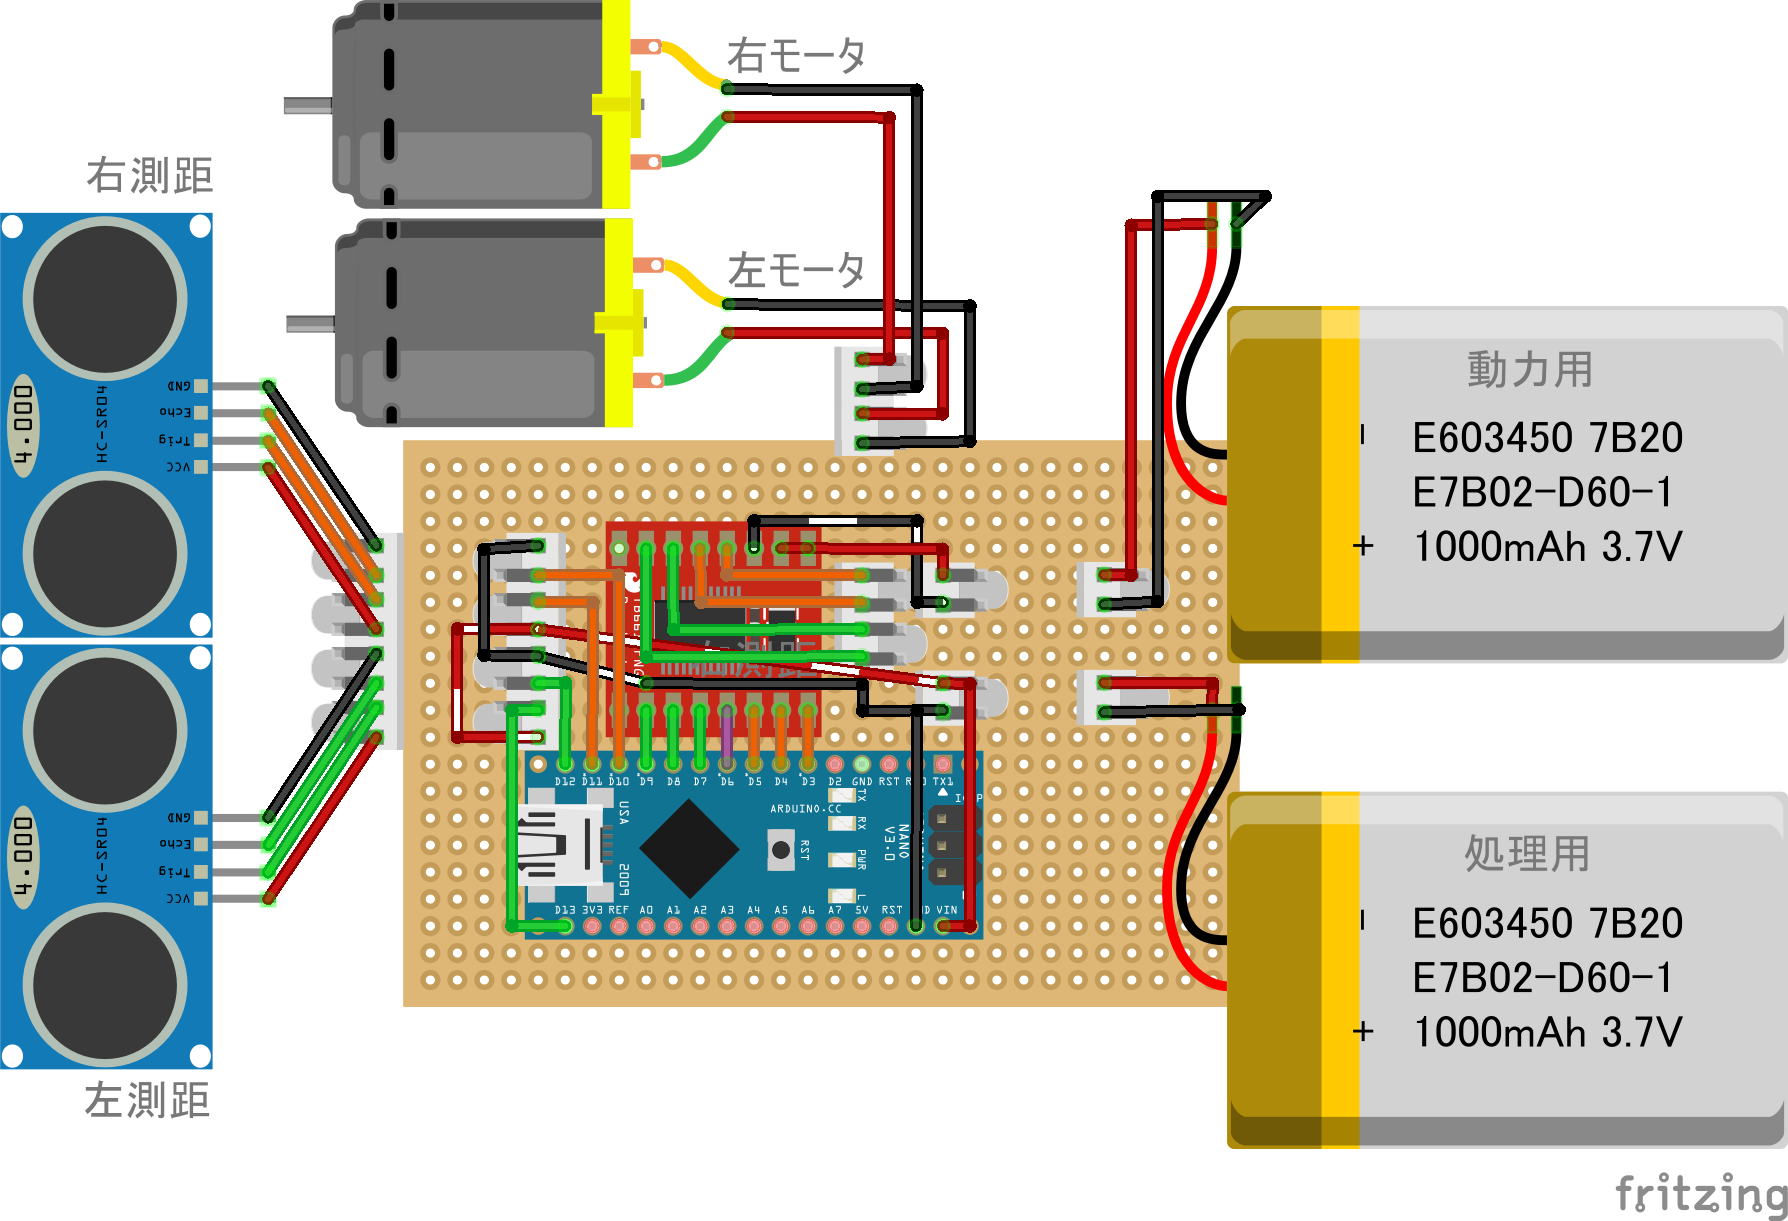 右モータ
右測距
左モータ
GND
Echo
Trig
VCC
4.000
HC-SR04
動力用
− E603450 7B20
E7B02-D60-1
+ 1000mAh 3.7V
GND
Echo
Trig
VCC
4.000
HC-SR04
左測距
D12 D11 D10 D9 D8 D7 D6 D5 D4 D3 D2 GND RST TX1
USA
2009
ARDUINO.CC
RST
TX
RX
PWR
L
NANO
V3.0
D13 3V3 REF A0 A1 A2 A3 A4 A5 A6 A7 5V RST VIN
処理用
− E603450 7B20
E7B02-D60-1
+ 1000mAh 3.7V
fritzing